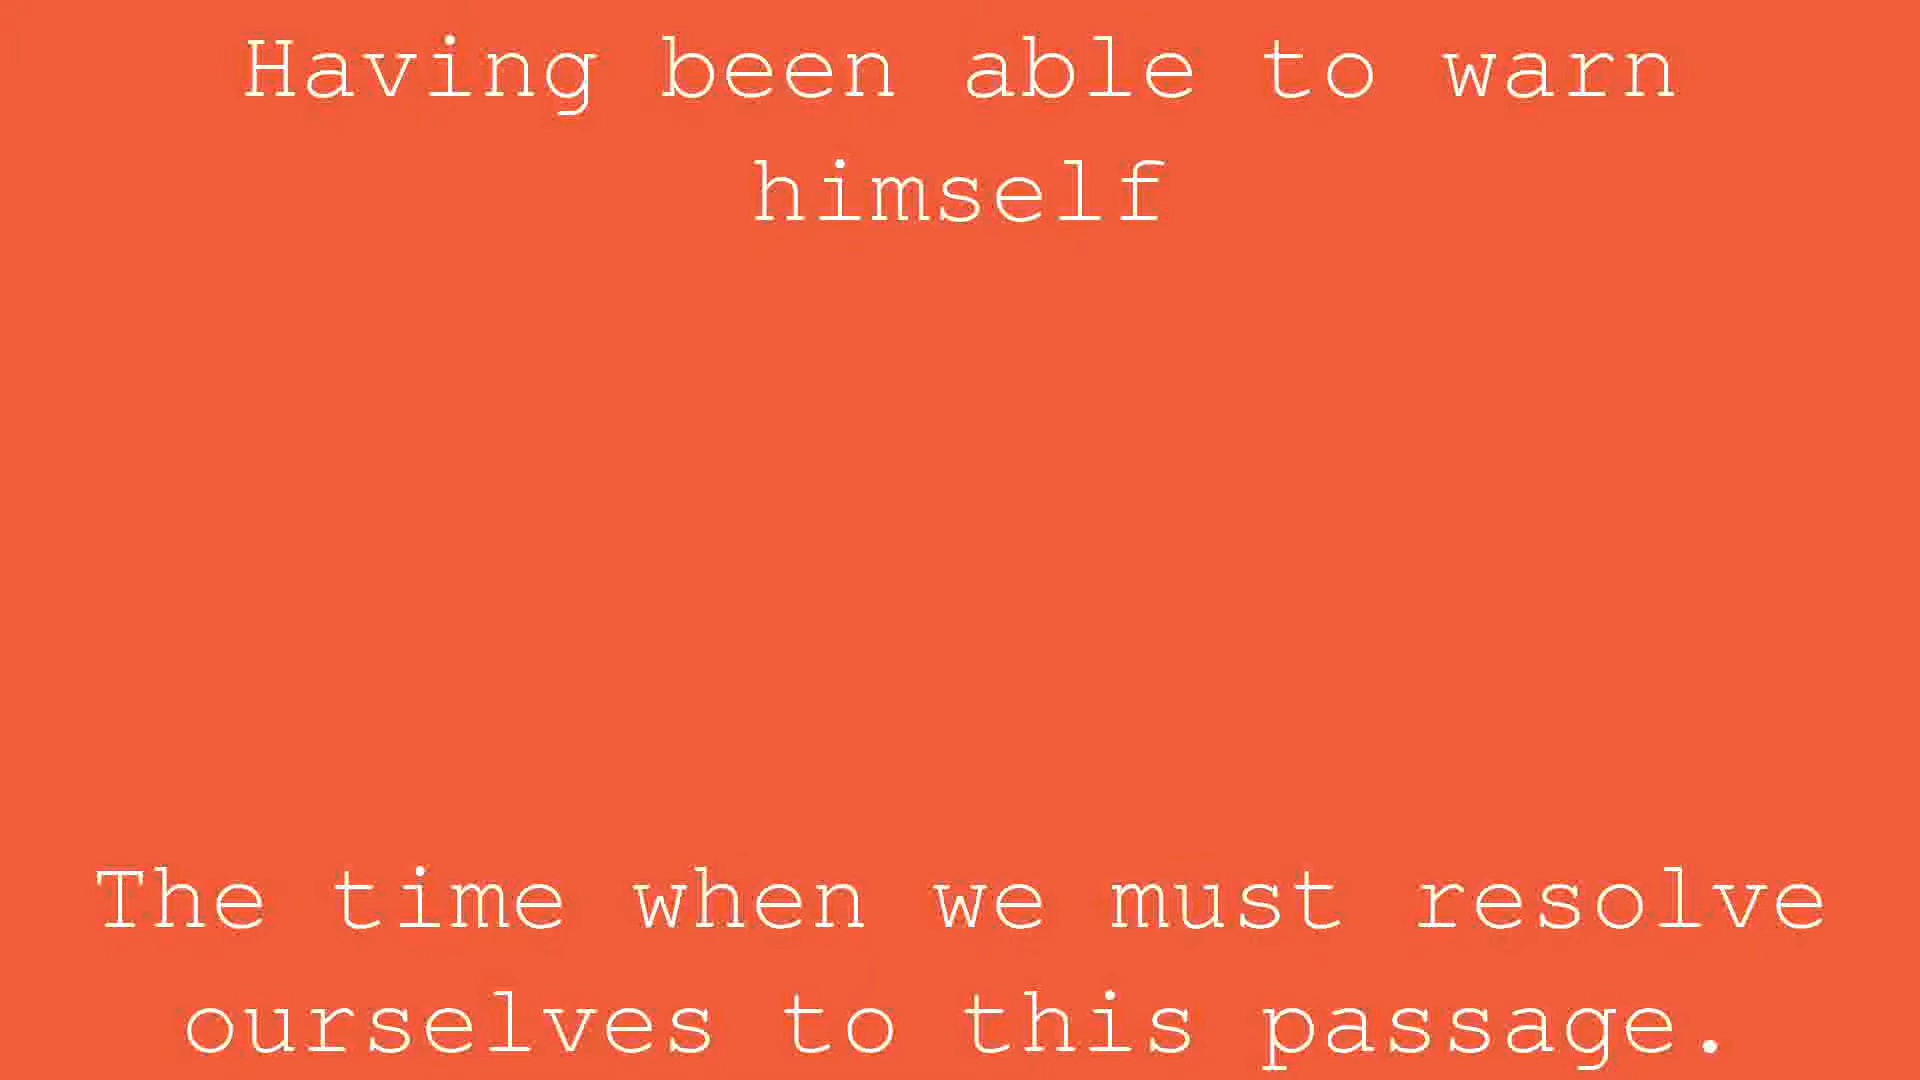 Having been able to warn
himself
The time when we must resolve
ourselves to this passage.